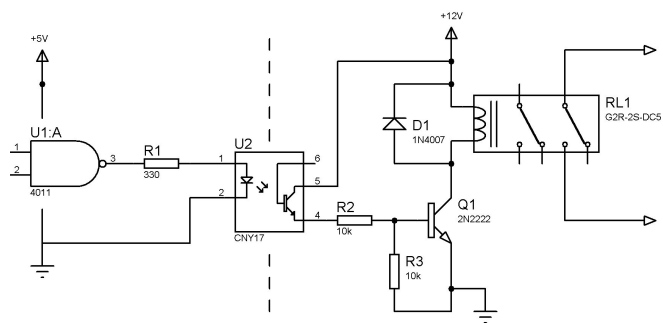 +5V
+12V
U1:A
1
2
3
4011
R1
330
U2
1
2
6
5
4
CNY17
R2
10k
R3
10k
D1
1N4007
Q1
2N2222
RL1
G2R-2S-DC5